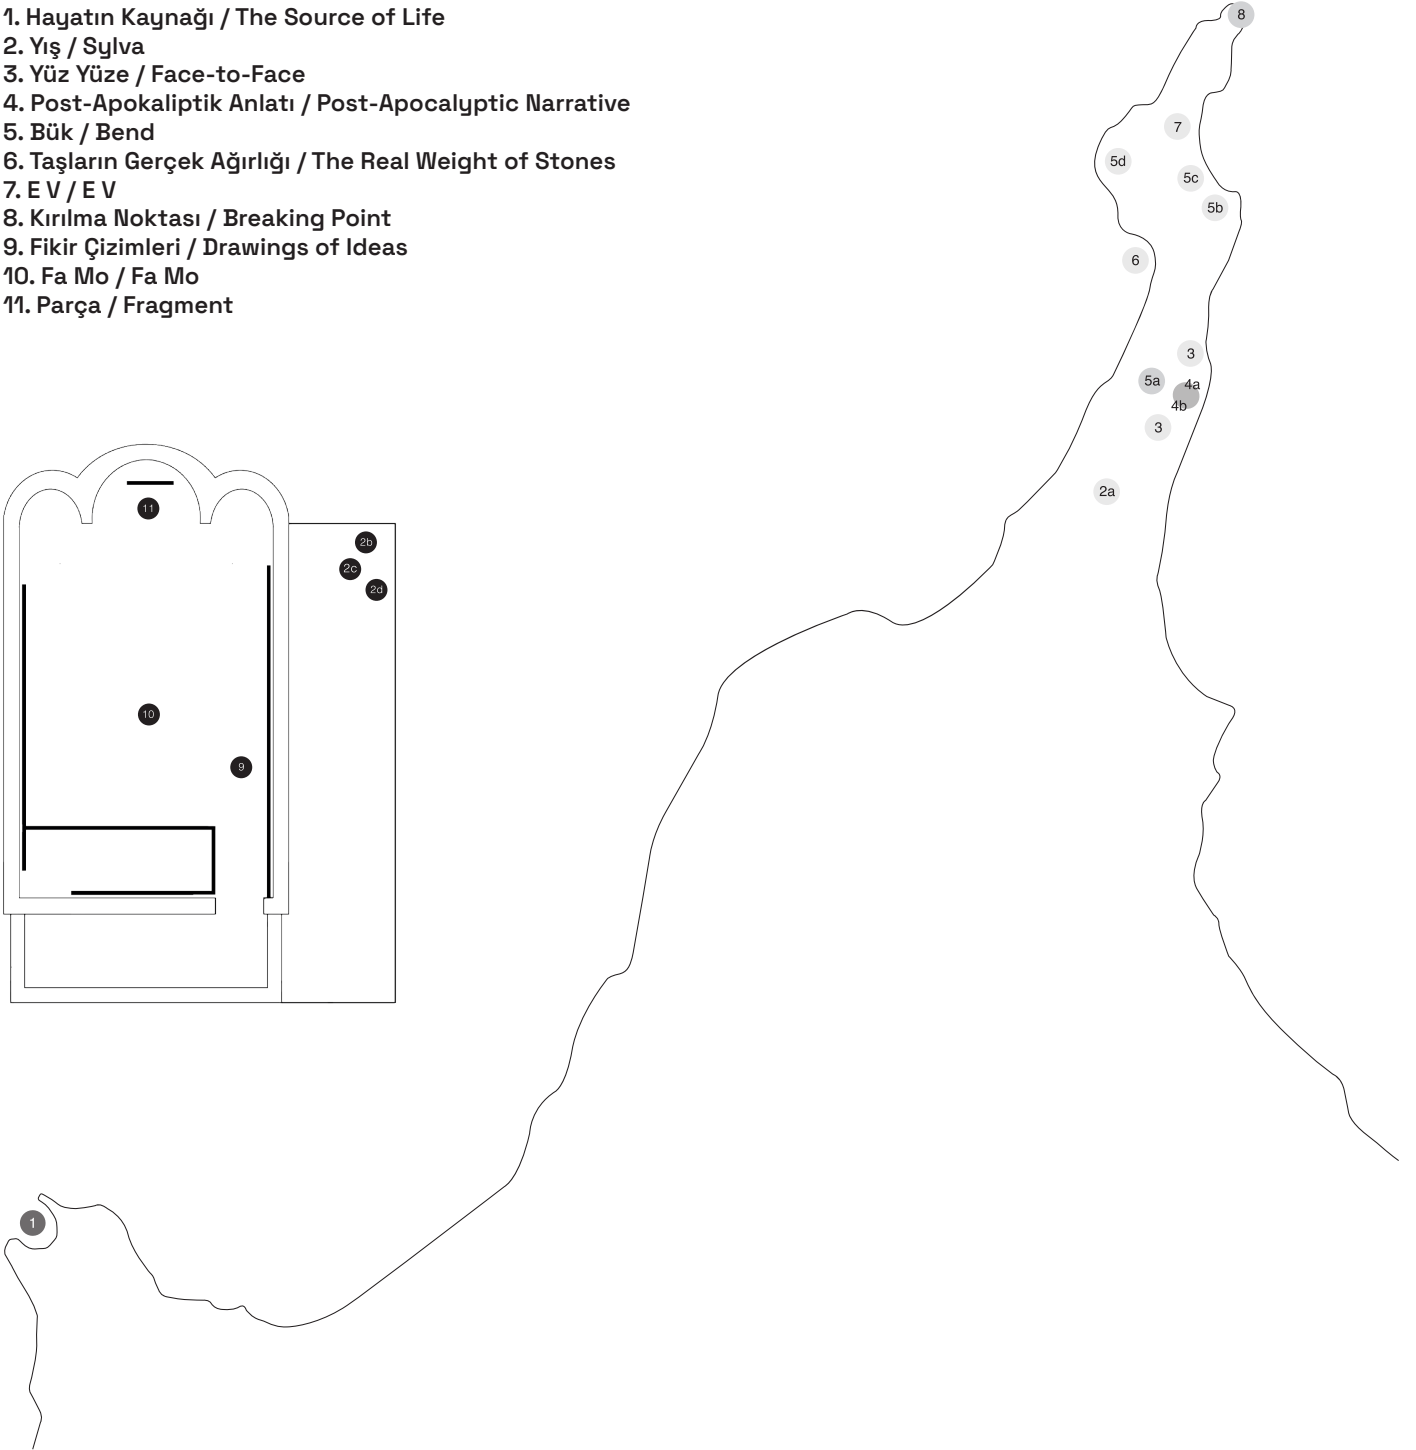 1. Hayatın Kaynağı / The Source of Life
2. Yış / Sylva
3. Yüz Yüze / Face-to-Face
4. Post-Apokaliptik Anlatı / Post-Apocalyptic Narrative
5. Bük / Bend
6. Taşların Gerçek Ağırlığı / The Real Weight of Stones
7. E V / E V
8. Kırılma Noktası / Breaking Point
9. Fikir Çizimleri / Drawings of Ideas
10. Fa Mo / Fa Mo
11. Parça / Fragment
8
7
5d
5c
5b
6
3
5a
4a
4b
3
2a
11
2b
2c
2d
10
9
1